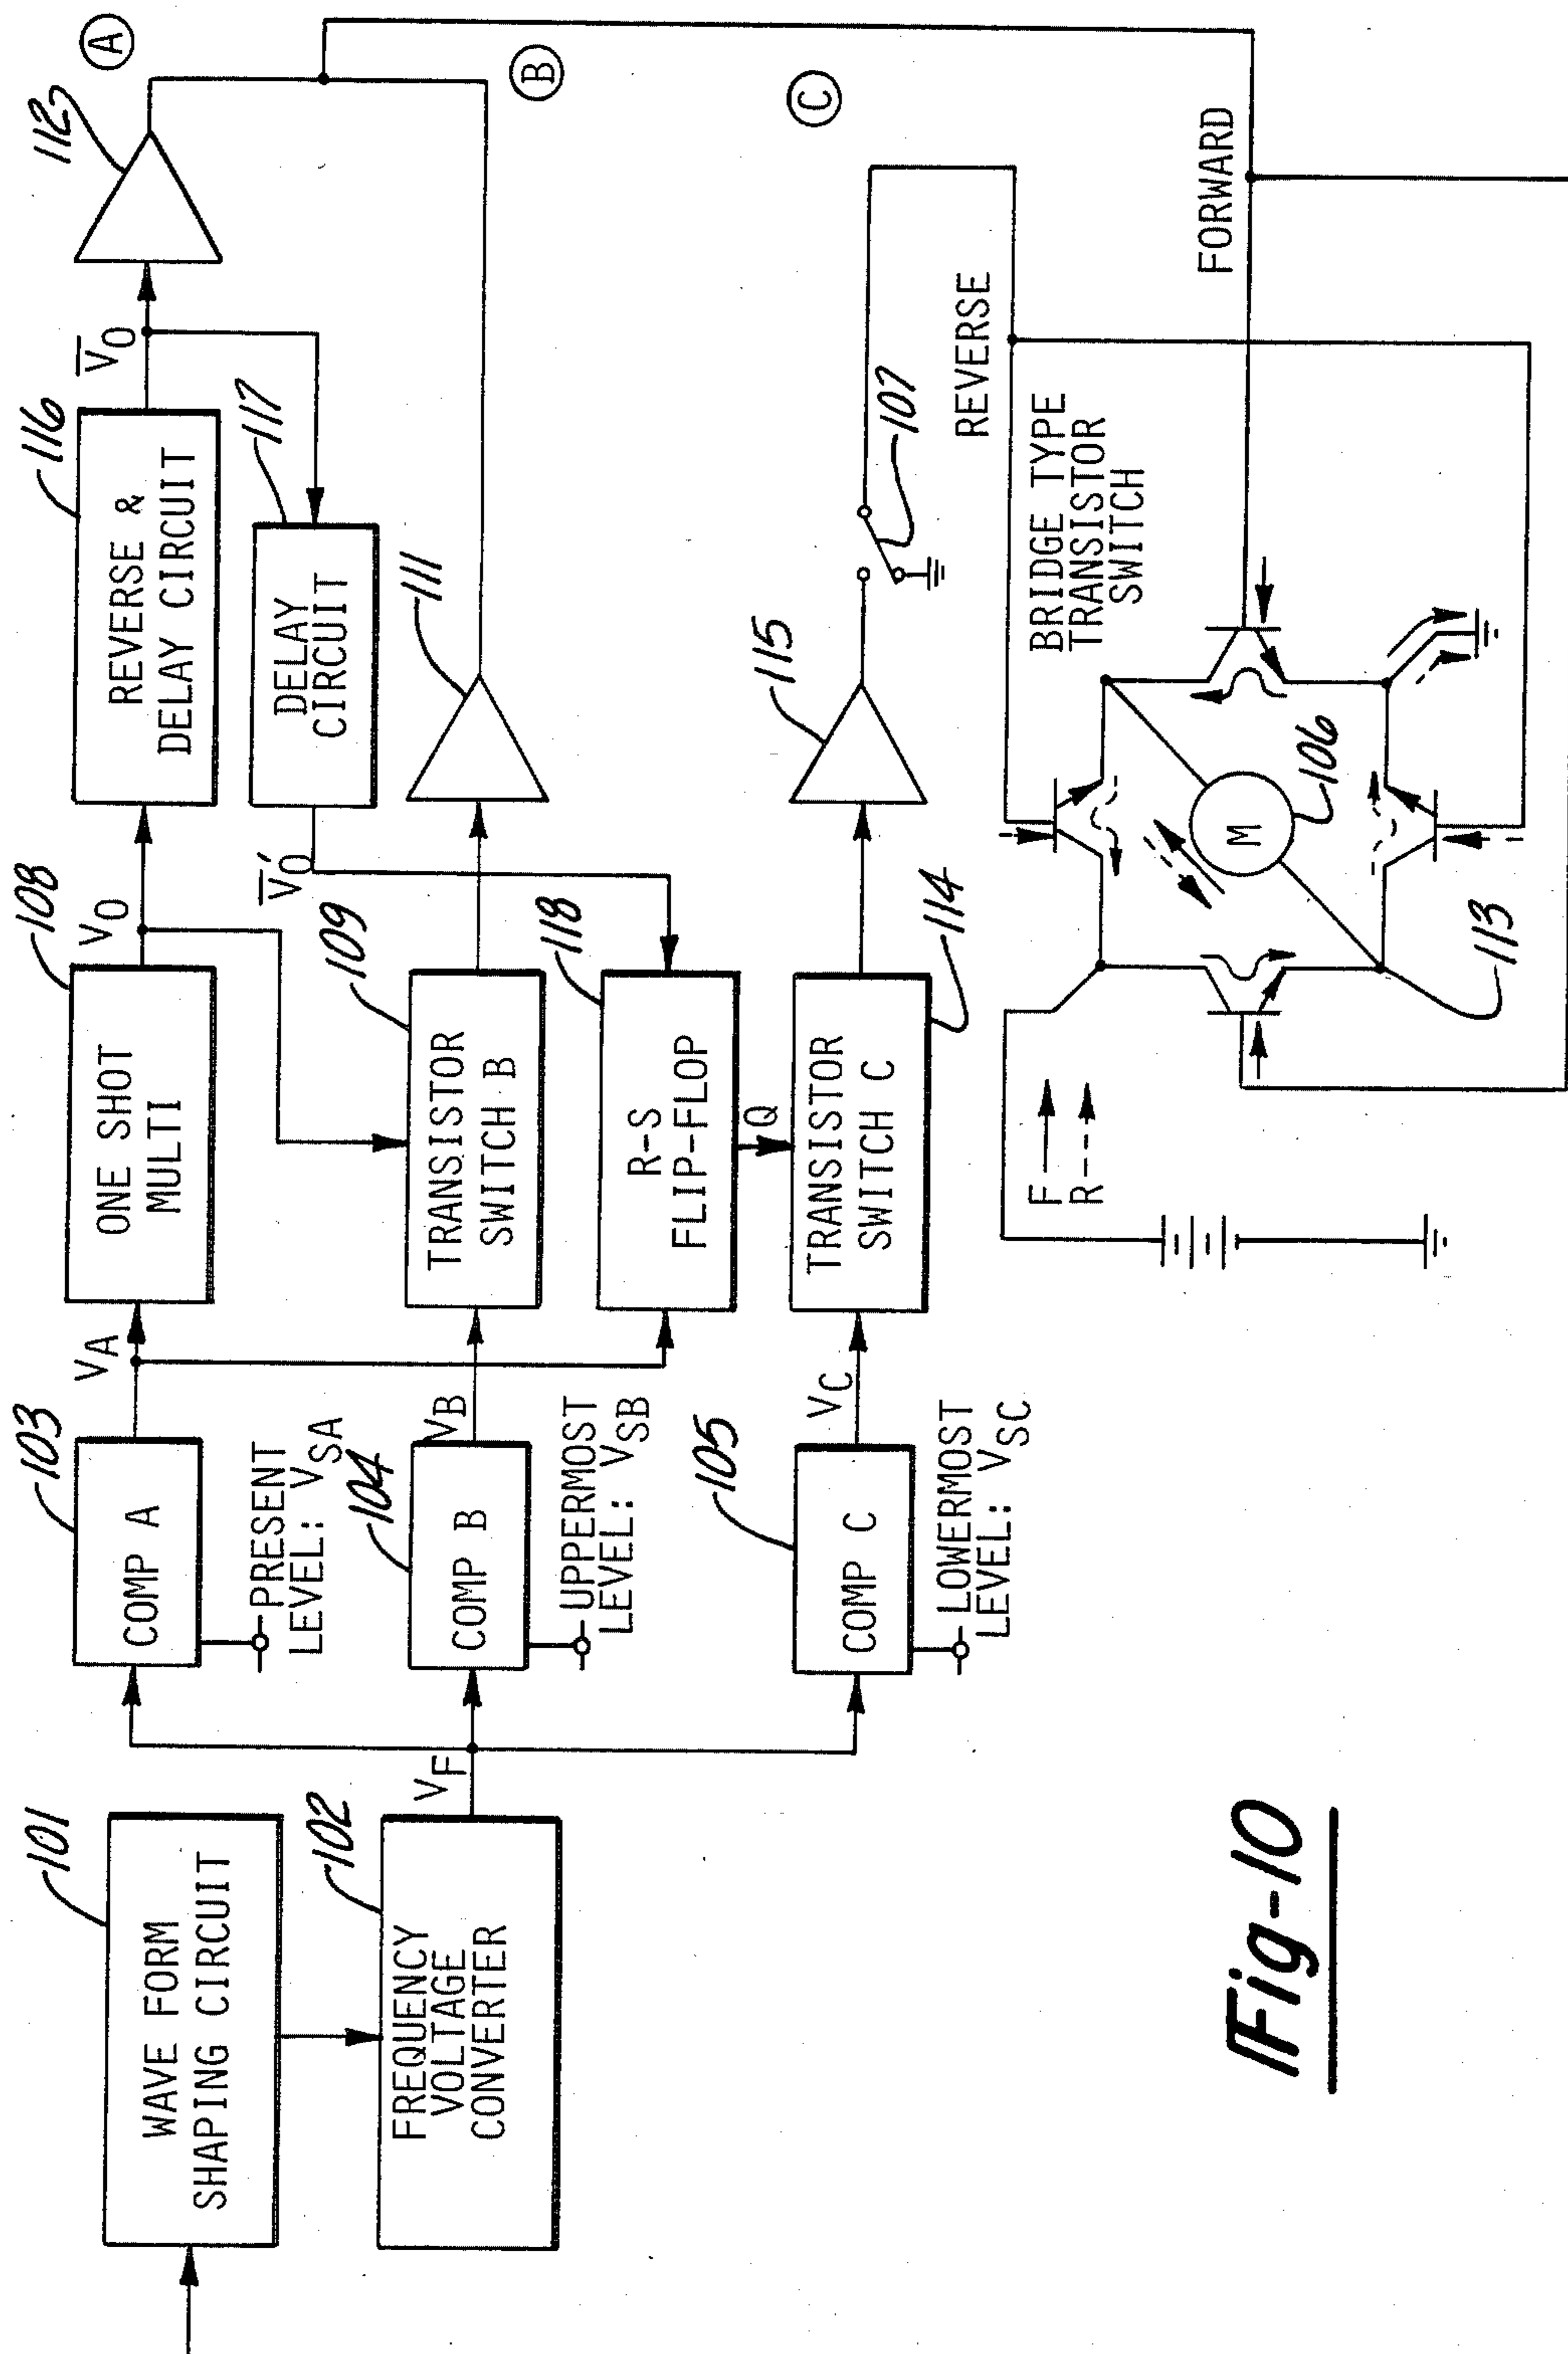 101
WAVE FORM
SHAPING CIRCUIT
102
FREQUENCY
VOLTAGE
CONVERTER
VF
103
COMP A
PRESENT
LEVEL: VSA
VA
104
COMP B
UPPERMOST
LEVEL: VSB
VB
105
COMP C
LOWERMOST
LEVEL: VSC
VC
108
ONE SHOT
MULTI
VO
109
TRANSISTOR
SWITCH B
V̅O′
118
R-S
FLIP-FLOP
Q
TRANSISTOR
SWITCH C
114
116
REVERSE &
DELAY CIRCUIT
V̅O
117
DELAY
CIRCUIT
111
115
112
A
B
C
107
REVERSE
FORWARD
BRIDGE TYPE
TRANSISTOR
SWITCH
F
R
M
106
113
Fig-10